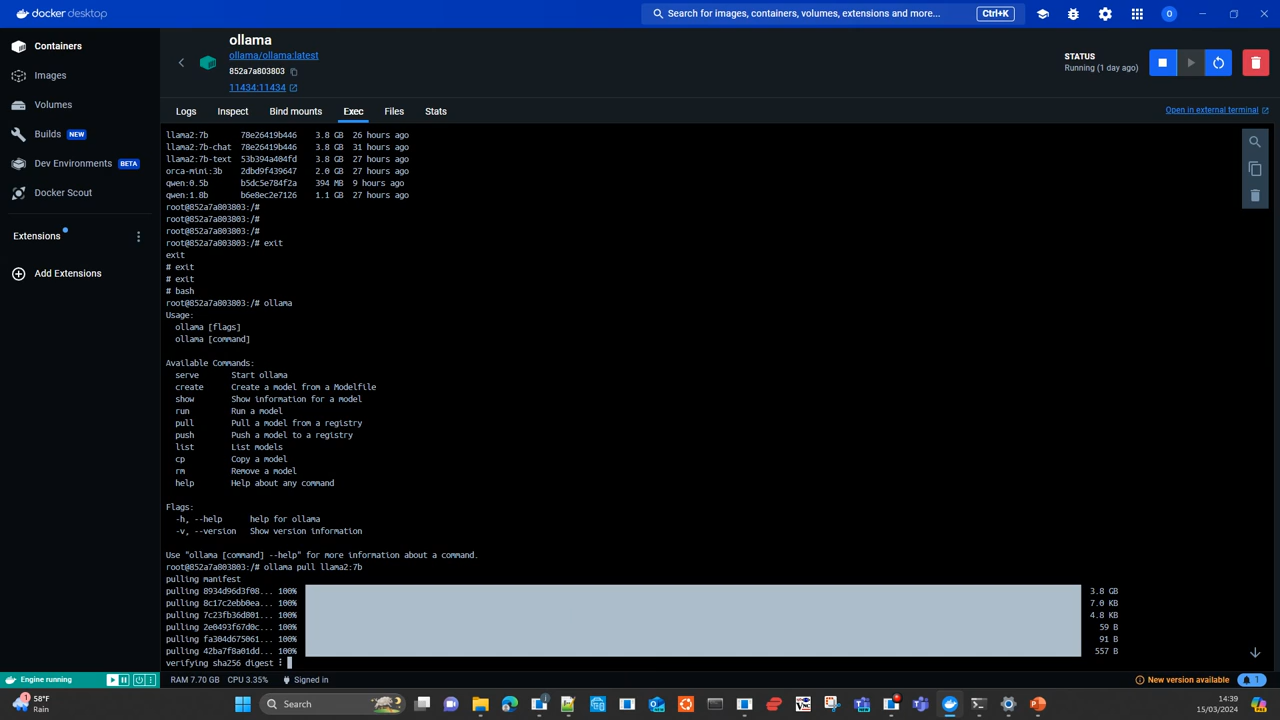 docker desktop
Search for images, containers, volumes, extensions and more...
Ctrl+K
O
Containers
Images
Volumes
Builds NEW
Dev Environments BETA
Docker Scout
Extensions
Add Extensions
ollama
ollama/ollama:latest
852a7a803803
11434:11434
STATUS
Running (1 day ago)
Logs Inspect Bind mounts Exec Files Stats
Open in external terminal
llama2:7b 78e26419b446 3.8 GB 26 hours ago
llama2:7b-chat 78e26419b446 3.8 GB 31 hours ago
llama2:7b-text 53b394a404fd 3.8 GB 27 hours ago
orca-mini:3b 2dbd9f439647 2.0 GB 27 hours ago
qwen:0.5b b5dc5e784f2a 394 MB 9 hours ago
qwen:1.8b b6e8ec2e7126 1.1 GB 27 hours ago
root@852a7a803803:/#
root@852a7a803803:/#
root@852a7a803803:/#
root@852a7a803803:/# exit
exit
# exit
# exit
# bash
root@852a7a803803:/# ollama
Usage:
ollama [flags]
ollama [command]
Available Commands:
serve Start ollama
create Create a model from a Modelfile
show Show information for a model
run Run a model
pull Pull a model from a registry
push Push a model to a registry
list List models
cp Copy a model
rm Remove a model
help Help about any command
Flags:
-h, --help help for ollama
-v, --version Show version information
Use "ollama [command] --help" for more information about a command.
root@852a7a803803:/# ollama pull llama2:7b
pulling manifest
pulling 8934d96d3f08... 100% 3.8 GB
pulling 8c17c2ebb0ea... 100% 7.0 KB
pulling 7c23fb36d801... 100% 4.8 KB
pulling 2e0493f67d0c... 100% 59 B
pulling fa304d675061... 100% 91 B
pulling 42ba7f8a01dd... 100% 557 B
verifying sha256 digest
Engine running
RAM 7.70 GB CPU 3.35% Signed in
New version available
1
58°F
Rain
Search
14:39
15/03/2024